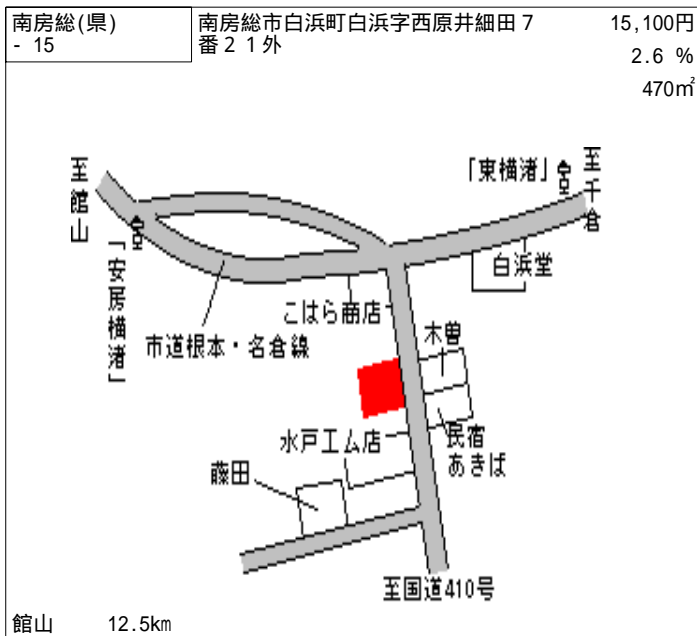 南房総(県)
- 15
南房総市白浜町白浜字西原井細田７
番２１外
15,100円
2.6 %
470㎡
至館山
「安房横渚」
市道根本・名倉線
「東横渚」
至千倉
白浜堂
こはら商店
木曽
民宿
あきば
水戸工ム店
藤田
至国道410号
館山 12.5km